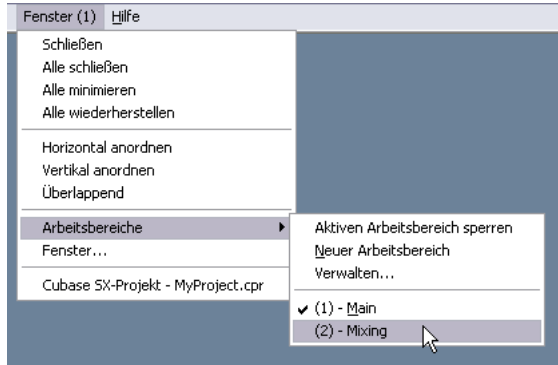 Fenster (1) Hilfe
Schließen
Alle schließen
Alle minimieren
Alle wiederherstellen
Horizontal anordnen
Vertikal anordnen
Überlappend
Arbeitsbereiche
Fenster...
Cubase SX-Projekt - MyProject.cpr
Aktiven Arbeitsbereich sperren
Neuer Arbeitsbereich
Verwalten...
(1) - Main
(2) - Mixing